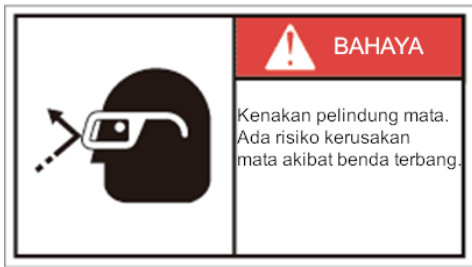 BAHAYA
Kenakan pelindung mata.
Ada risiko kerusakan
mata akibat benda terbang.